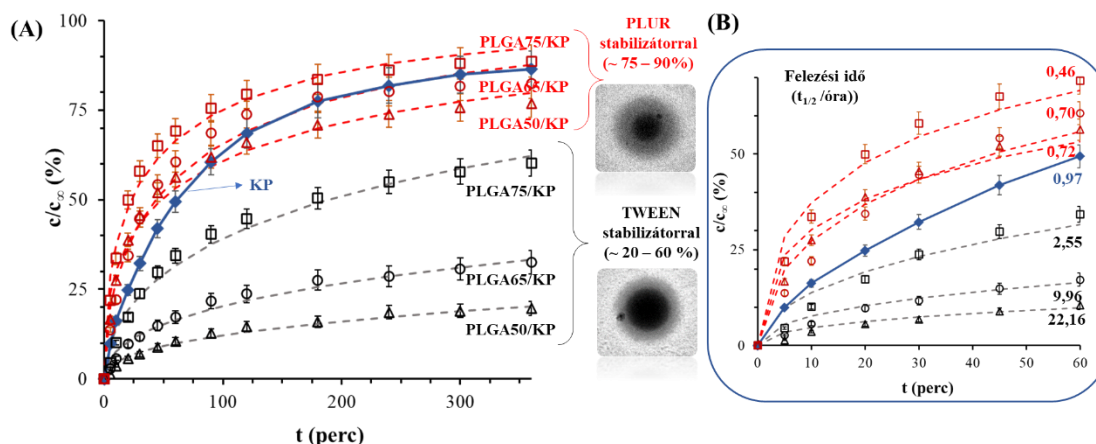 (A)
100
75
50
25
0
c/c∞ (%)
0
100
200
300
t (perc)
KP
PLGA75/KP
PLGA65/KP
PLGA50/KP
PLGA75/KP
PLGA65/KP
PLGA50/KP
PLUR
stabilizátorral
(~ 75 – 90%)
TWEEN
stabilizátorral
(~ 20 – 60 %)
(B)
Felezési idő
(t1/2 /óra))
50
25
0
c/c∞ (%)
0
10
20
30
40
50
60
t (perc)
0,46
0,70
0,72
0,97
2,55
9,96
22,16